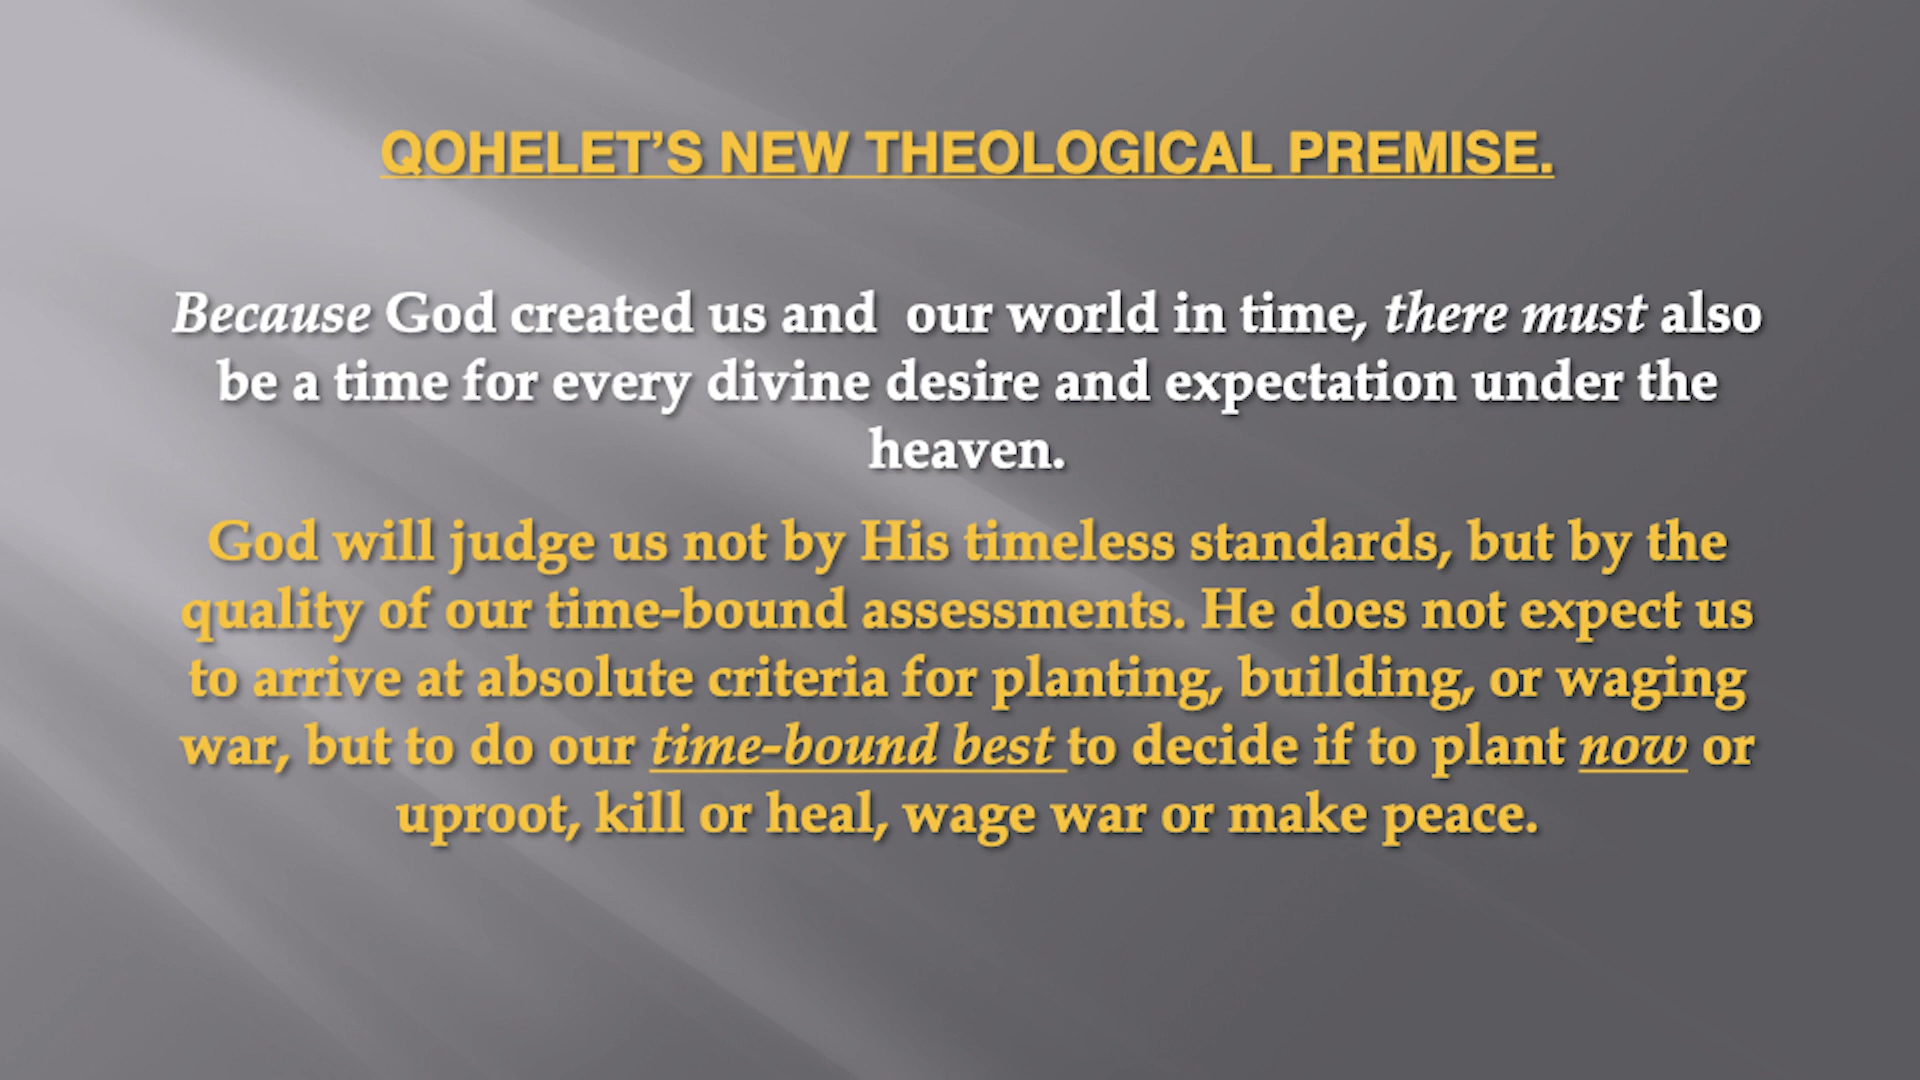 QOHELET’S NEW THEOLOGICAL PREMISE.
Because God created us and  our world in time, there must also
be a time for every divine desire and expectation under the
heaven.
God will judge us not by His timeless standards, but by the
quality of our time-bound assessments. He does not expect us
to arrive at absolute criteria for planting, building, or waging
war, but to do our time-bound best to decide if to plant now or
uproot, kill or heal, wage war or make peace.